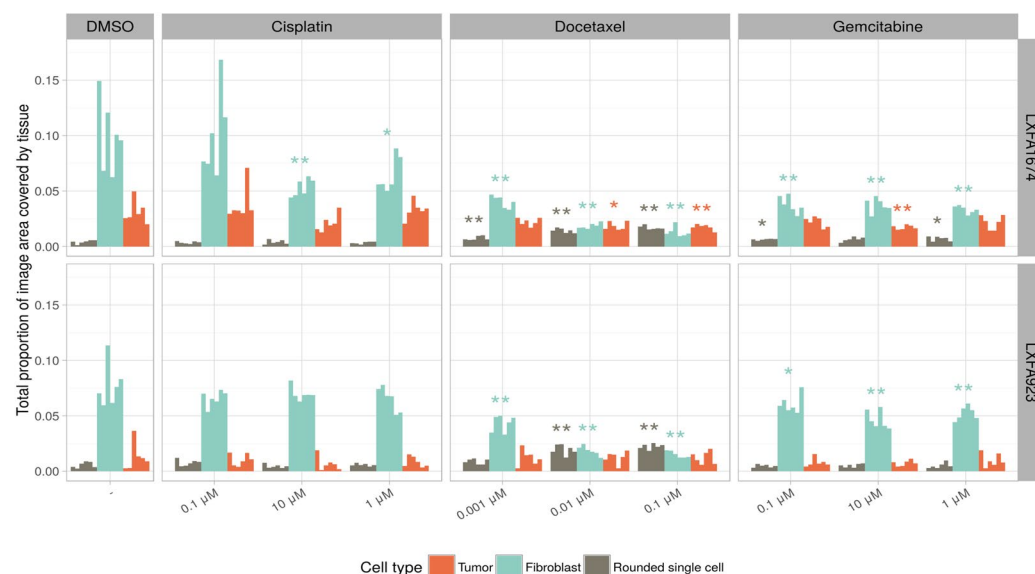 DMSO Cisplatin Docetaxel Gemcitabine
Total proportion of image area covered by tissue
0.15
0.10
0.05
0.00
* ** * ** ** ** ** * ** ** ** * ** ** ** * **
LXFA1674
0.15
0.10
0.05
0.00
** ** ** ** ** * ** **
LXFA923
- 0.1 µM 10 µM 1 µM 0.001 µM 0.01 µM 0.1 µM 0.1 µM 10 µM 1 µM
Cell type Tumor Fibroblast Rounded single cell